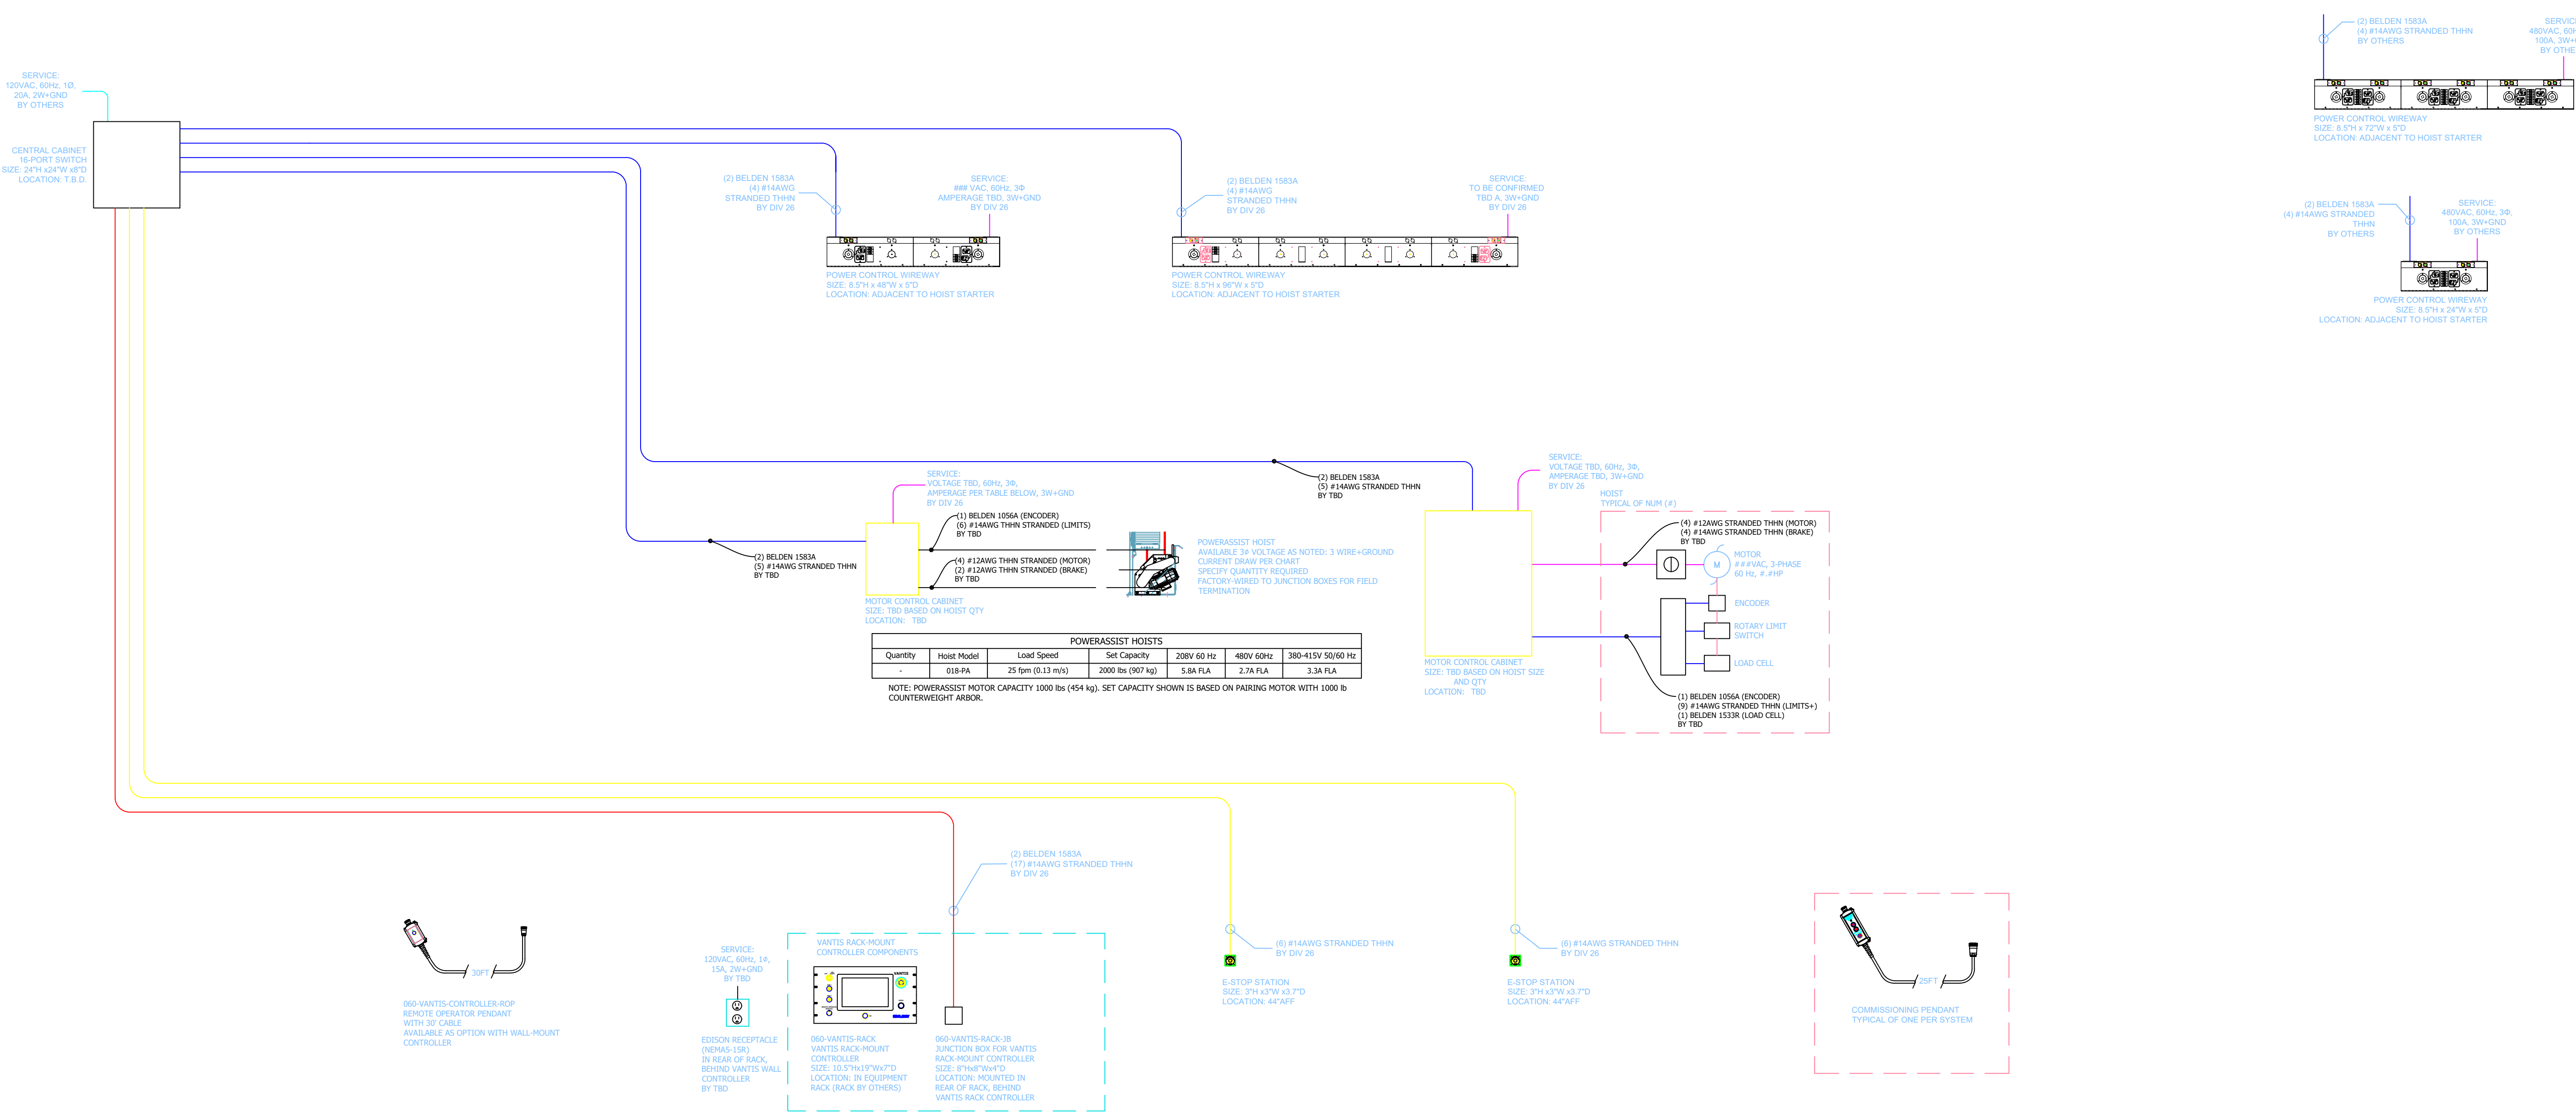 SERVICE:
120VAC, 60Hz, 1Ø,
20A, 2W+GND
BY OTHERS
CENTRAL CABINET
16-PORT SWITCH
SIZE: 24"H x24"W x8"D
LOCATION: T.B.D.
(2) BELDEN 1583A
(4) #14AWG
STRANDED THHN
BY DIV 26
SERVICE:
### VAC, 60Hz, 3Φ
AMPERAGE TBD, 3W+GND
BY DIV 26
POWER CONTROL WIREWAY
SIZE: 8.5"H x 48"W x 5"D
LOCATION: ADJACENT TO HOIST STARTER
(2) BELDEN 1583A
(4) #14AWG
STRANDED THHN
BY DIV 26
SERVICE:
TO BE CONFIRMED
TBD A, 3W+GND
BY DIV 26
POWER CONTROL WIREWAY
SIZE: 8.5"H x 96"W x 5"D
LOCATION: ADJACENT TO HOIST STARTER
(2) BELDEN 1583A
(4) #14AWG STRANDED THHN
BY OTHERS
SERVIC
480VAC, 60H
100A, 3W+
BY OTHE
POWER CONTROL WIREWAY
SIZE: 8.5"H x 72"W x 5"D
LOCATION: ADJACENT TO HOIST STARTER
(2) BELDEN 1583A
(4) #14AWG STRANDED
THHN
BY OTHERS
SERVICE:
480VAC, 60Hz, 3Φ,
100A, 3W+GND
BY OTHERS
POWER CONTROL WIREWAY
SIZE: 8.5"H x 24"W x 5"D
LOCATION: ADJACENT TO HOIST STARTER
SERVICE:
VOLTAGE TBD, 60Hz, 3Φ,
AMPERAGE PER TABLE BELOW, 3W+GND
BY DIV 26
(1) BELDEN 1056A (ENCODER)
(6) #14AWG THHN STRANDED (LIMITS)
BY TBD
(2) BELDEN 1583A
(5) #14AWG STRANDED THHN
BY TBD
(4) #12AWG THHN STRANDED (MOTOR)
(2) #12AWG THHN STRANDED (BRAKE)
BY TBD
MOTOR CONTROL CABINET
SIZE: TBD BASED ON HOIST QTY
LOCATION: TBD
POWERASSIST HOIST
AVAILABLE 3Φ VOLTAGE AS NOTED: 3 WIRE+GROUND
CURRENT DRAW PER CHART
SPECIFY QUANTITY REQUIRED
FACTORY-WIRED TO JUNCTION BOXES FOR FIELD
TERMINATION
(2) BELDEN 1583A
(5) #14AWG STRANDED THHN
BY TBD
POWERASSIST HOISTS
Quantity Hoist Model Load Speed Set Capacity 208V 60 Hz 480V 60Hz 380-415V 50/60 Hz
- 018-PA 25 fpm (0.13 m/s) 2000 lbs (907 kg) 5.8A FLA 2.7A FLA 3.3A FLA
NOTE: POWERASSIST MOTOR CAPACITY 1000 lbs (454 kg). SET CAPACITY SHOWN IS BASED ON PAIRING MOTOR WITH 1000 lb
COUNTERWEIGHT ARBOR.
SERVICE:
VOLTAGE TBD, 60Hz, 3Φ,
AMPERAGE TBD, 3W+GND
BY DIV 26
HOIST
TYPICAL OF NUM (#)
(4) #12AWG STRANDED THHN (MOTOR)
(4) #14AWG STRANDED THHN (BRAKE)
BY TBD
M
MOTOR
###VAC, 3-PHASE
60 Hz, #.#HP
ENCODER
ROTARY LIMIT
SWITCH
LOAD CELL
MOTOR CONTROL CABINET
SIZE: TBD BASED ON HOIST SIZE
AND QTY
LOCATION: TBD
(1) BELDEN 1056A (ENCODER)
(9) #14AWG STRANDED THHN (LIMITS+)
(1) BELDEN 1533R (LOAD CELL)
BY TBD
30FT
060-VANTIS-CONTROLLER-ROP
REMOTE OPERATOR PENDANT
WITH 30' CABLE
AVAILABLE AS OPTION WITH WALL-MOUNT
CONTROLLER
SERVICE:
120VAC, 60Hz, 1Φ,
15A, 2W+GND
BY TBD
EDISON RECEPTACLE
(NEMA5-15R)
IN REAR OF RACK,
BEHIND VANTIS WALL
CONTROLLER
BY TBD
VANTIS RACK-MOUNT
CONTROLLER COMPONENTS
VANTIS
060-VANTIS-RACK
VANTIS RACK-MOUNT
CONTROLLER
SIZE: 10.5"Hx19"Wx7"D
LOCATION: IN EQUIPMENT
RACK (RACK BY OTHERS)
060-VANTIS-RACK-JB
JUNCTION BOX FOR VANTIS
RACK-MOUNT CONTROLLER
SIZE: 8"Hx8"Wx4"D
LOCATION: MOUNTED IN
REAR OF RACK, BEHIND
VANTIS RACK CONTROLLER
(2) BELDEN 1583A
(17) #14AWG STRANDED THHN
BY DIV 26
(6) #14AWG STRANDED THHN
BY DIV 26
E-STOP STATION
SIZE: 3"H x3"W x3.7"D
LOCATION: 44"AFF
(6) #14AWG STRANDED THHN
BY DIV 26
E-STOP STATION
SIZE: 3"H x3"W x3.7"D
LOCATION: 44"AFF
25FT
COMMISSIONING PENDANT
TYPICAL OF ONE PER SYSTEM